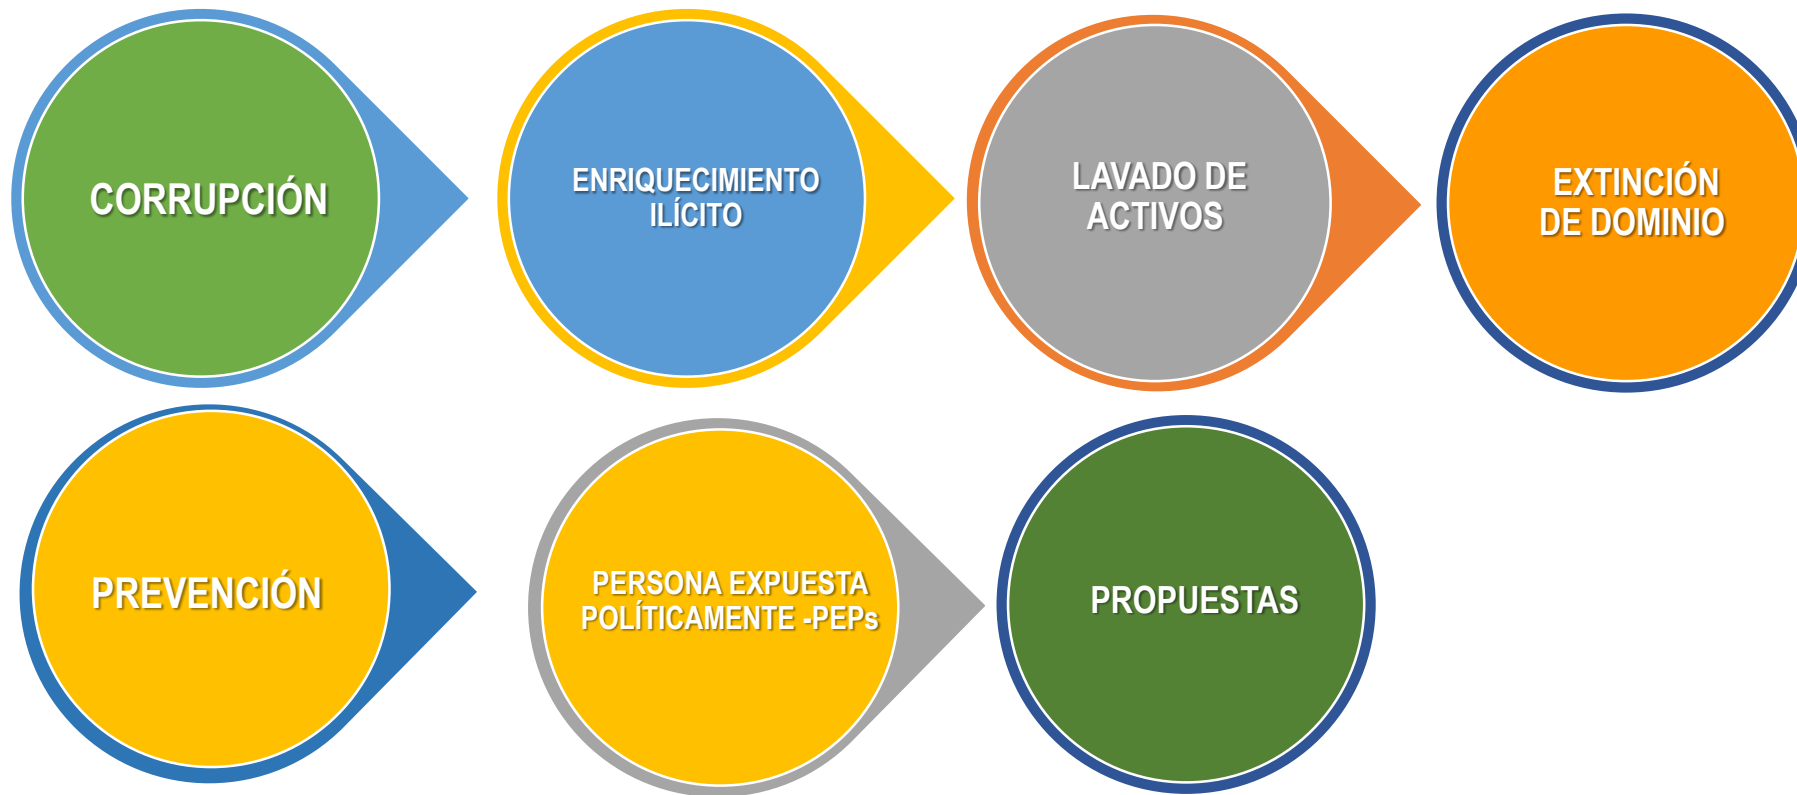 CORRUPCIÓN
ENRIQUECIMIENTO
ILÍCITO
LAVADO DE
ACTIVOS
EXTINCIÓN
DE DOMINIO
PREVENCIÓN
PERSONA EXPUESTA
POLÍTICAMENTE -PEPs
PROPUESTAS